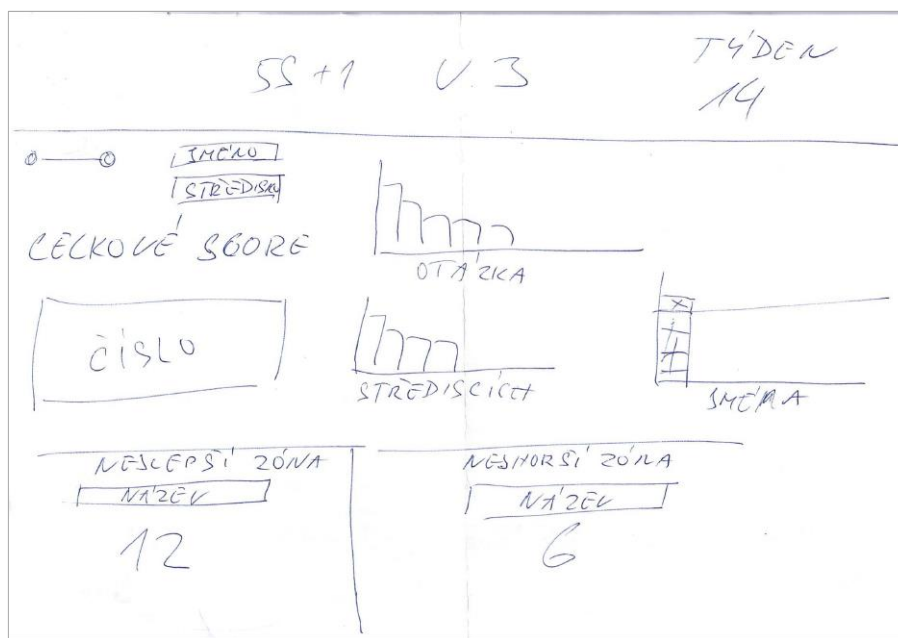 5S +1 V.3
TÝDEN
14
JMÉNO
STŘEDISKO
CELKOVÉ SCORE
OTÁZKA
ČÍSLO
STŘEDISCÍCH
SMĚNA
NEJLEPŠÍ ZÓNA
NÁZEV
12
NEJHORŠÍ ZÓNA
NÁZEV
6